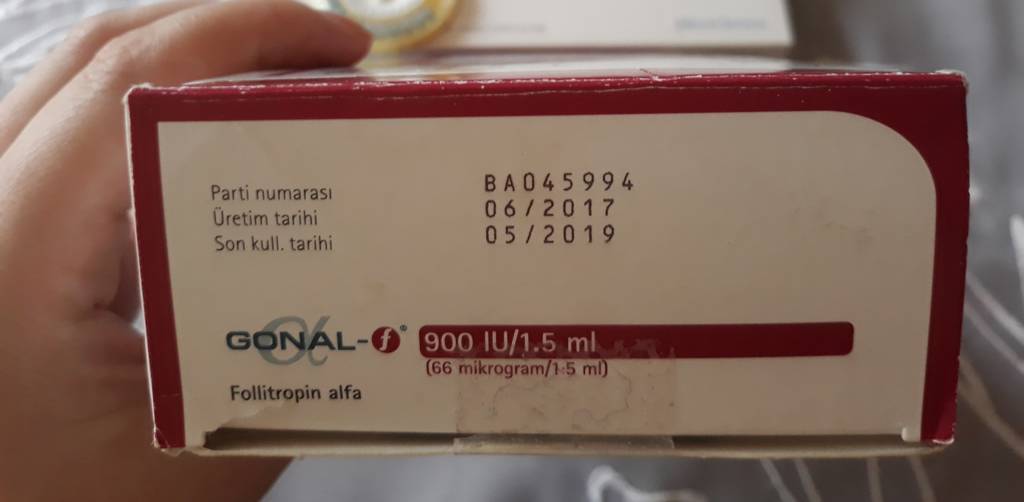 Parti numarası BA045994
Üretim tarihi 06/2017
Son kull. tarihi 05/2019
GONAL-f® 900 IU/1.5 ml
(66 mikrogram/1.5 ml)
Follitropin alfa